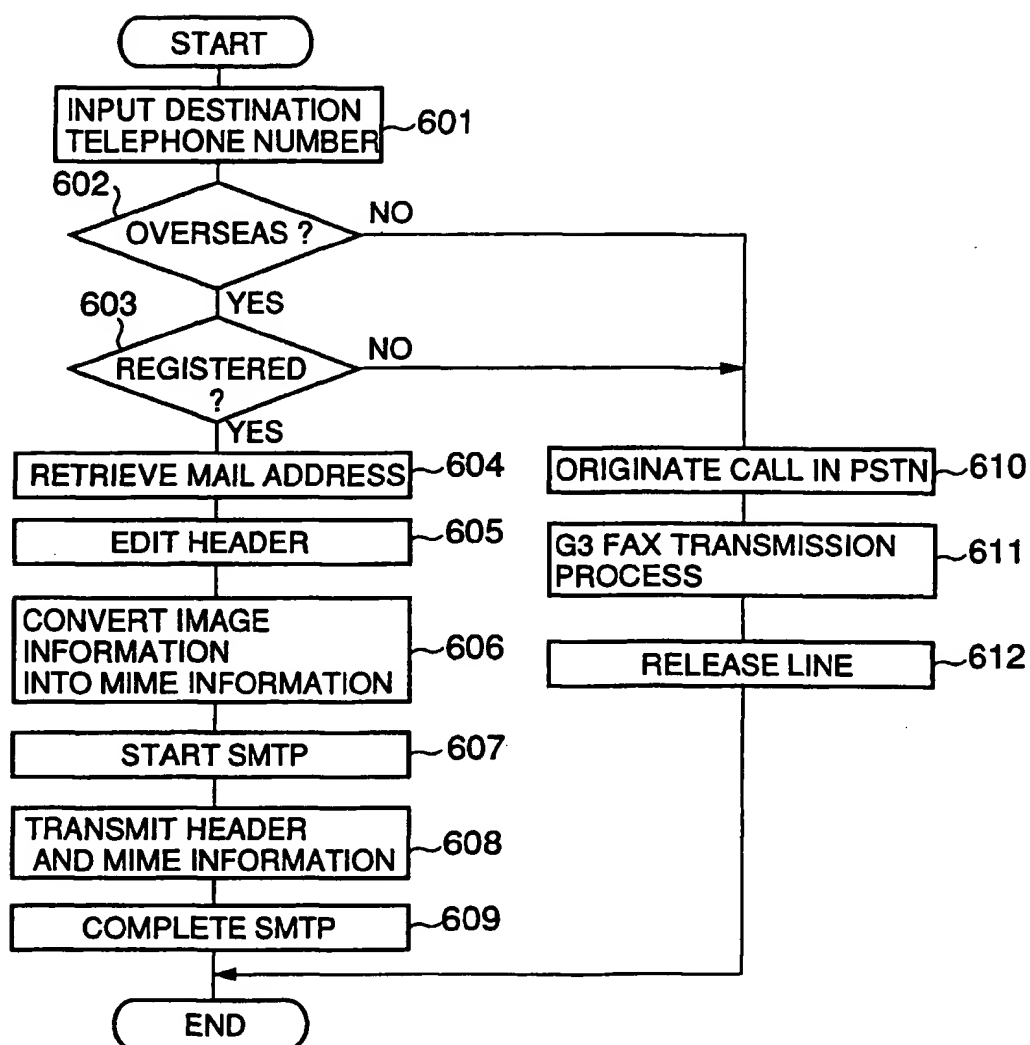 START
INPUT DESTINATION
TELEPHONE NUMBER
601
602
OVERSEAS ?
NO
YES
603
REGISTERED
?
NO
YES
RETRIEVE MAIL ADDRESS
604
EDIT HEADER
605
CONVERT IMAGE
INFORMATION
INTO MIME INFORMATION
606
START SMTP
607
TRANSMIT HEADER
AND MIME INFORMATION
608
COMPLETE SMTP
609
ORIGINATE CALL IN PSTN
610
G3 FAX TRANSMISSION
PROCESS
611
RELEASE LINE
612
END